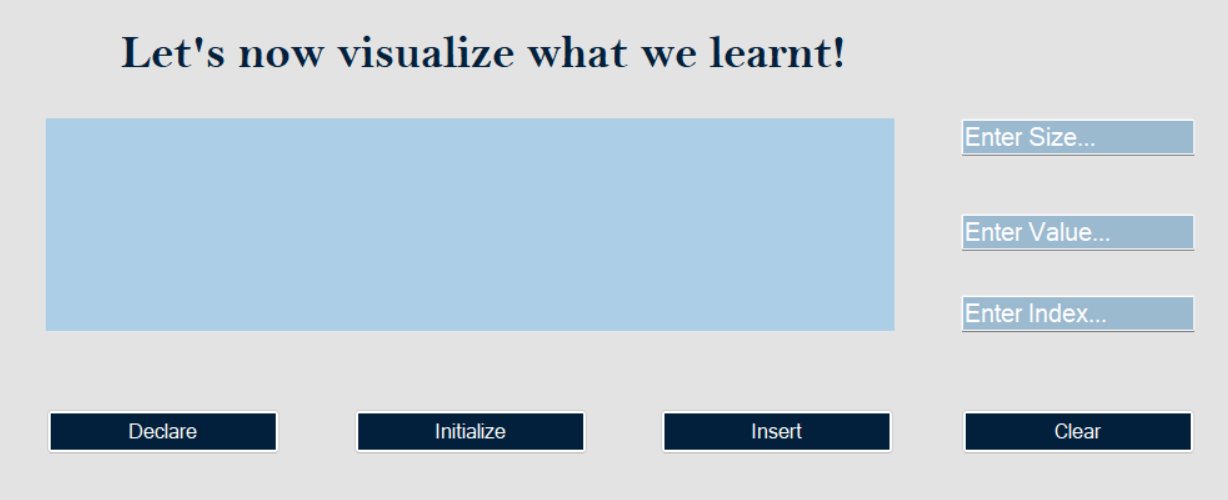 Let's now visualize what we learnt!
Enter Size...
Enter Value...
Enter Index...
Declare
Initialize
Insert
Clear